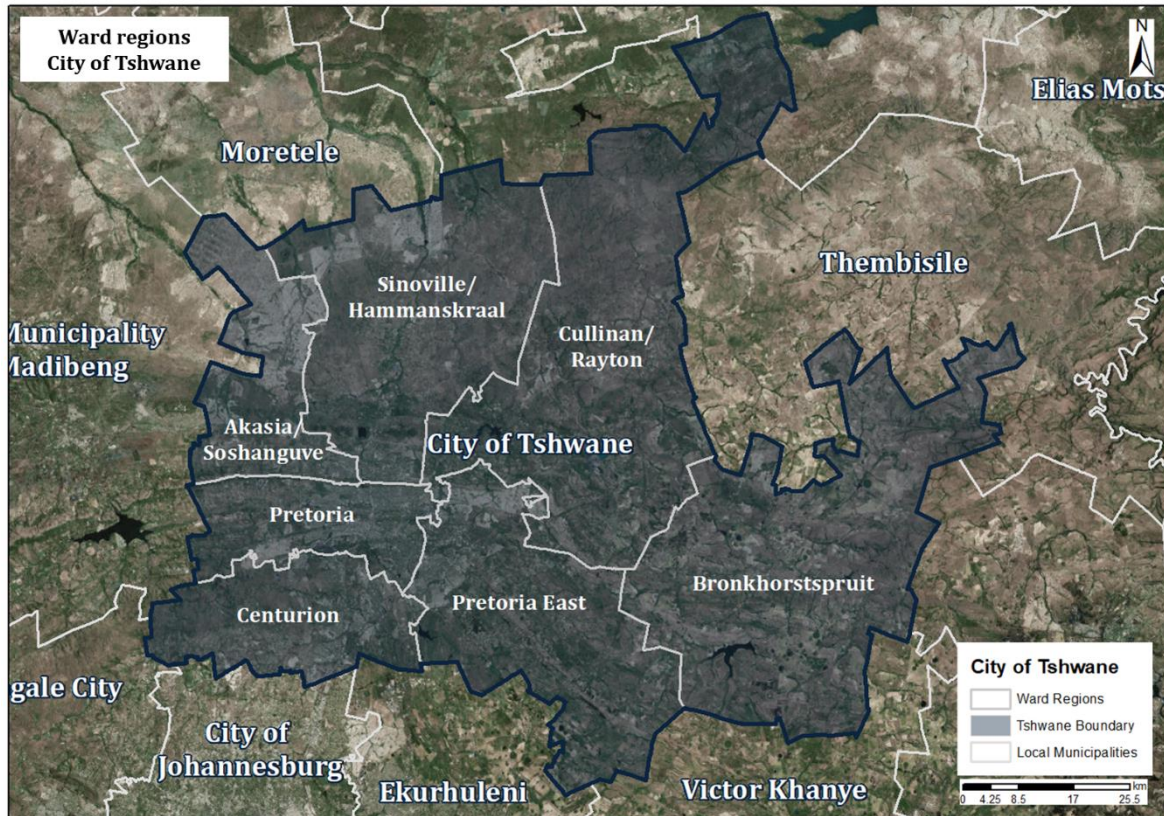 Ward regions
City of Tshwane
N
Elias Mots
Moretele
Thembisile
Sinoville/
Hammanskraal
Cullinan/
Rayton
Municipality
Madibeng
Akasia/
Soshanguve
City of Tshwane
Pretoria
Bronkhorstspruit
Centurion
Pretoria East
gale City
City of
Johannesburg
Ekurhuleni
Victor Khanye
City of Tshwane
Ward Regions
Tshwane Boundary
Local Municipalities
km
0 4.25 8.5 17 25.5